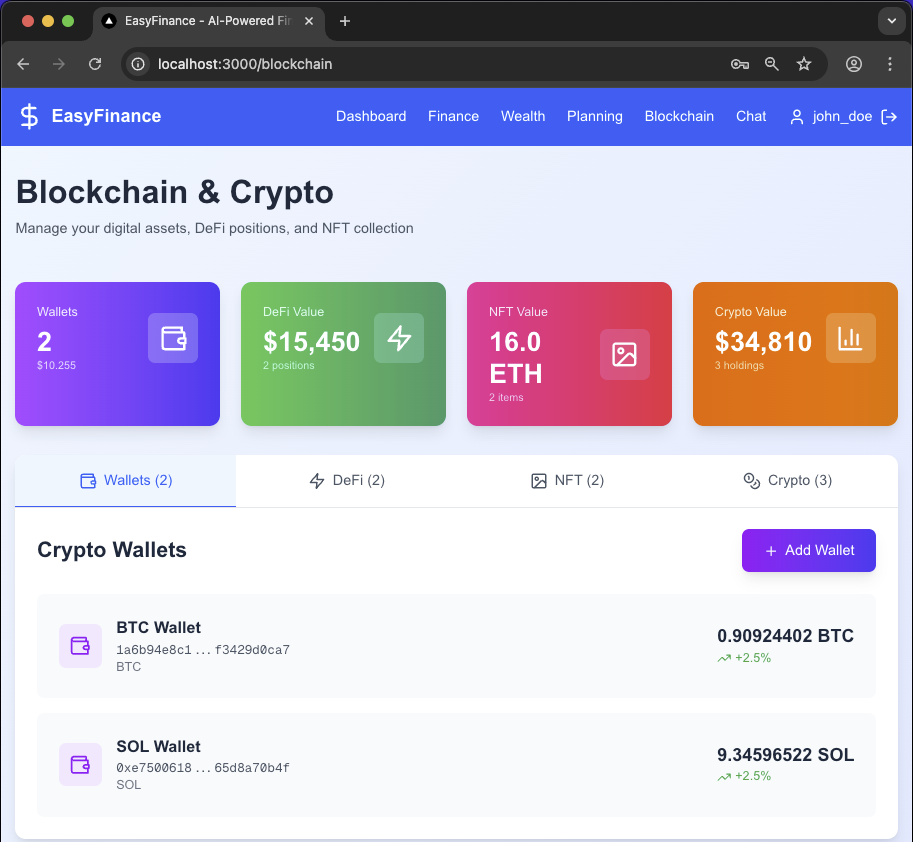 EasyFinance - AI-Powered Fin
localhost:3000/blockchain
EasyFinance
Dashboard Finance Wealth Planning Blockchain Chat john_doe
Blockchain & Crypto
Manage your digital assets, DeFi positions, and NFT collection
Wallets
2
$10.255
DeFi Value
$15,450
2 positions
NFT Value
16.0
ETH
2 items
Crypto Value
$34,810
3 holdings
Wallets (2) DeFi (2) NFT (2) Crypto (3)
Crypto Wallets
+ Add Wallet
BTC Wallet
1a6b94e8c1...f3429d0ca7
BTC
0.90924402 BTC
+2.5%
SOL Wallet
0xe7500618...65d8a70b4f
SOL
9.34596522 SOL
+2.5%